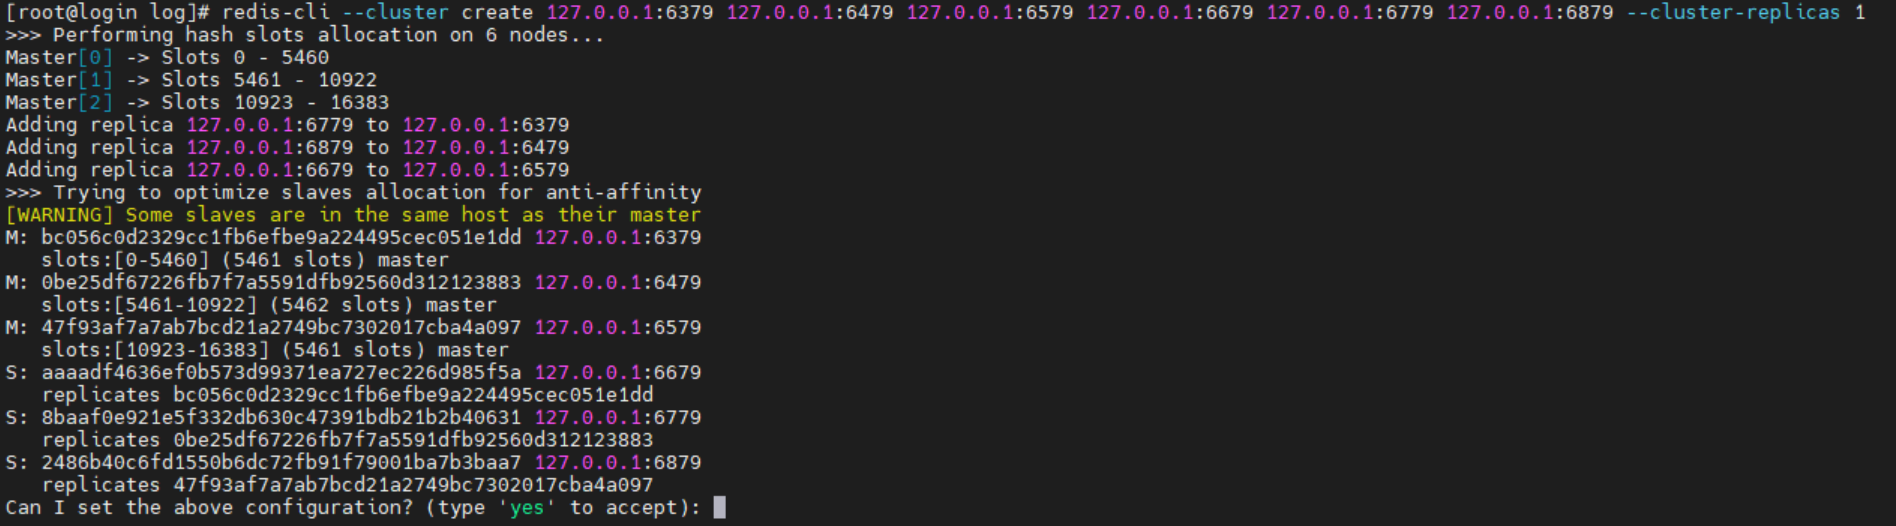 [root@login log]# redis-cli --cluster create 127.0.0.1:6379 127.0.0.1:6479 127.0.0.1:6579 127.0.0.1:6679 127.0.0.1:6779 127.0.0.1:6879 --cluster-replicas 1
>>> Performing hash slots allocation on 6 nodes...
Master[0] -> Slots 0 - 5460
Master[1] -> Slots 5461 - 10922
Master[2] -> Slots 10923 - 16383
Adding replica 127.0.0.1:6779 to 127.0.0.1:6379
Adding replica 127.0.0.1:6879 to 127.0.0.1:6479
Adding replica 127.0.0.1:6679 to 127.0.0.1:6579
>>> Trying to optimize slaves allocation for anti-affinity
[WARNING] Some slaves are in the same host as their master
M: bc056c0d2329cc1fb6efbe9a224495cec051e1dd 127.0.0.1:6379
   slots:[0-5460] (5461 slots) master
M: 0be25df67226fb7f7a5591dfb92560d312123883 127.0.0.1:6479
   slots:[5461-10922] (5462 slots) master
M: 47f93af7a7ab7bcd21a2749bc7302017cba4a097 127.0.0.1:6579
   slots:[10923-16383] (5461 slots) master
S: aaaadf4636ef0b573d99371ea727ec226d985f5a 127.0.0.1:6679
   replicates bc056c0d2329cc1fb6efbe9a224495cec051e1dd
S: 8baaf0e921e5f332db630c47391bdb21b2b40631 127.0.0.1:6779
   replicates 0be25df67226fb7f7a5591dfb92560d312123883
S: 2486b40c6fd1550b6dc72fb91f79001ba7b3baa7 127.0.0.1:6879
   replicates 47f93af7a7ab7bcd21a2749bc7302017cba4a097
Can I set the above configuration? (type 'yes' to accept):